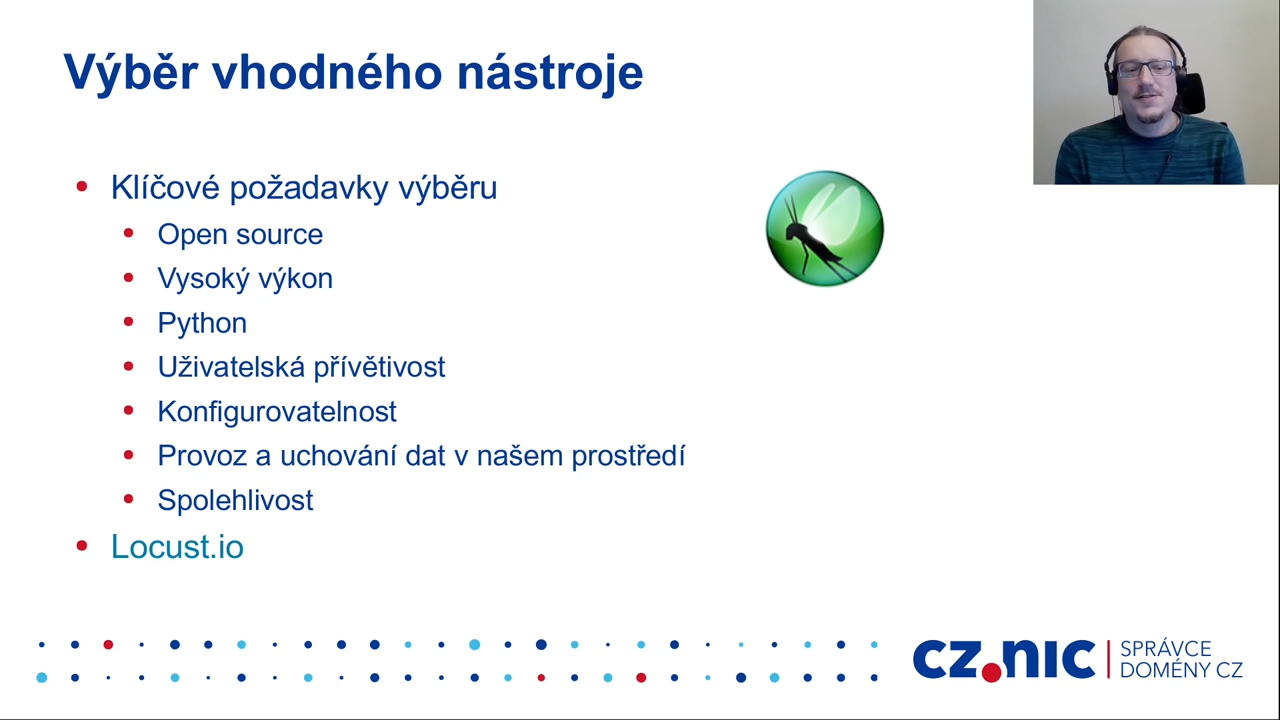 Výběr vhodného nástroje
Klíčové požadavky výběru
Open source
Vysoký výkon
Python
Uživatelská přívětivost
Konfigurovatelnost
Provoz a uchování dat v našem prostředí
Spolehlivost
Locust.io
CZ.NIC
SPRÁVCE
DOMÉNY CZ